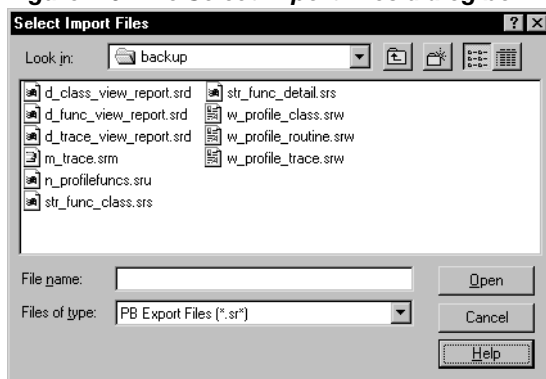 Select Import Files
Look in: backup
d_class_view_report.srd
d_func_view_report.srd
d_trace_view_report.srd
m_trace.srm
n_profilefuncs.sru
str_func_class.srs
str_func_detail.srs
w_profile_class.srw
w_profile_routine.srw
w_profile_trace.srw
File name:
Open
Files of type: PB Export Files (*.sr*)
Cancel
Help